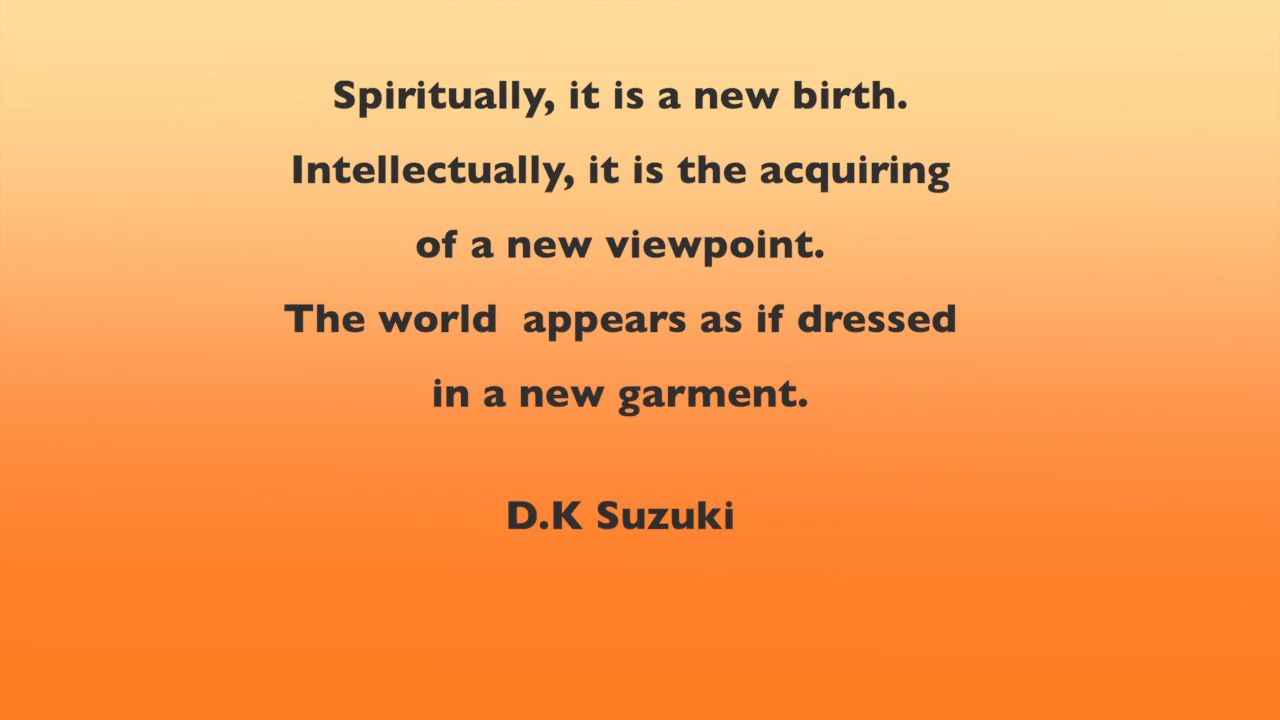 Spiritually, it is a new birth.
Intellectually, it is the acquiring
of a new viewpoint.
The world  appears as if dressed
in a new garment.
D.K Suzuki